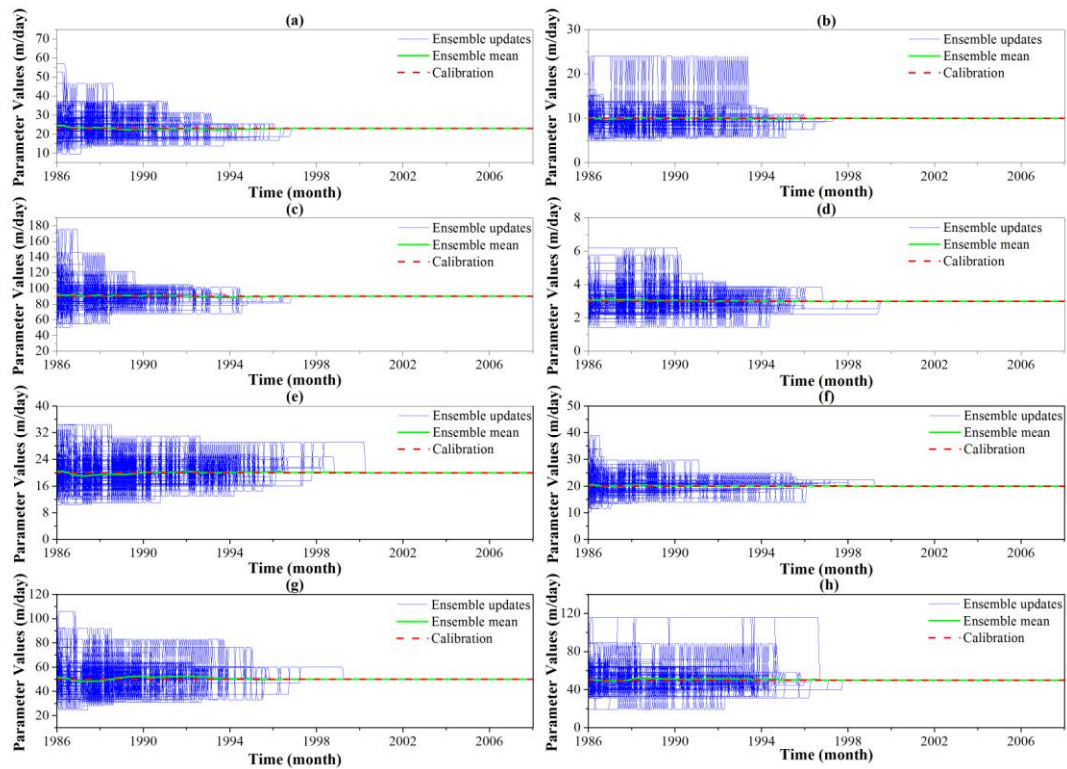 (a)
Parameter Values (m/day)
70
60
50
40
30
20
10
Ensemble updates
Ensemble mean
Calibration
1986 1990 1994 1998 2002 2006
Time (month)
(b)
Parameter Values (m/day)
30
20
10
0
Ensemble updates
Ensemble mean
Calibration
1986 1990 1994 1998 2002 2006
Time (month)
(c)
Parameter Values (m/day)
180
160
140
120
100
80
60
40
20
Ensemble updates
Ensemble mean
Calibration
1986 1990 1994 1998 2002 2006
Time (month)
(d)
Parameter Values (m/day)
8
6
4
2
0
Ensemble updates
Ensemble mean
Calibration
1986 1990 1994 1998 2002 2006
Time (month)
(e)
Parameter Values (m/day)
40
32
24
16
8
0
Ensemble updates
Ensemble mean
Calibration
1986 1990 1994 1998 2002 2006
Time (month)
(f)
Parameter Values (m/day)
50
40
30
20
10
0
Ensemble updates
Ensemble mean
Calibration
1986 1990 1994 1998 2002 2006
Time (month)
(g)
Parameter Values (m/day)
120
100
80
60
40
20
10
Ensemble updates
Ensemble mean
Calibration
1986 1990 1994 1998 2002 2006
Time (month)
(h)
Parameter Values (m/day)
120
80
40
0
Ensemble updates
Ensemble mean
Calibration
1986 1990 1994 1998 2002 2006
Time (month)